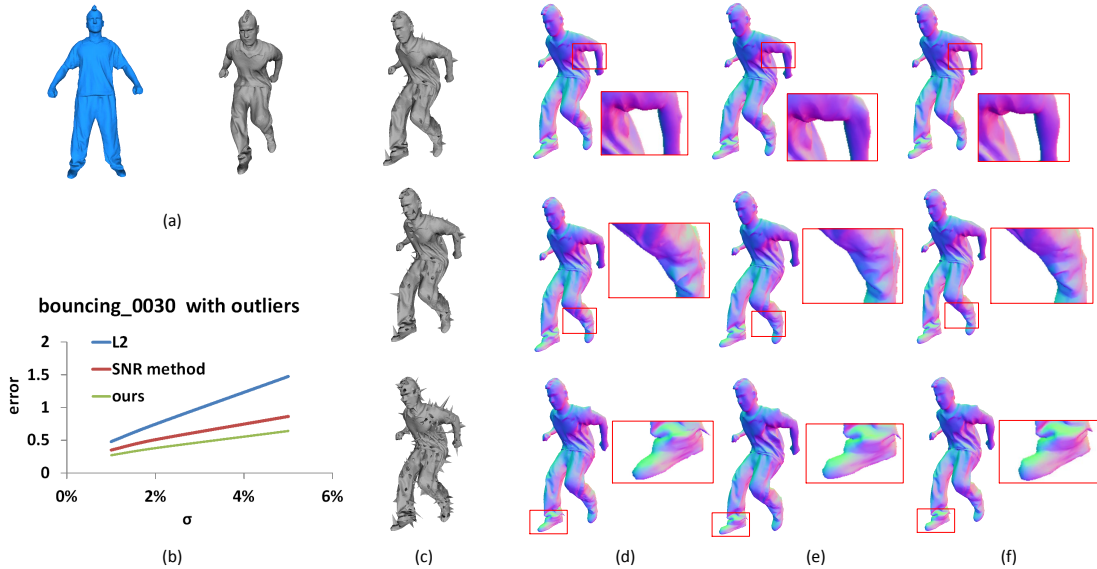 (a)
bouncing_0030 with outliers
2
1.5
1
0.5
0
error
L2
SNR method
ours
0%
2%
4%
6%
σ
(b)
(c)
(d)
(e)
(f)